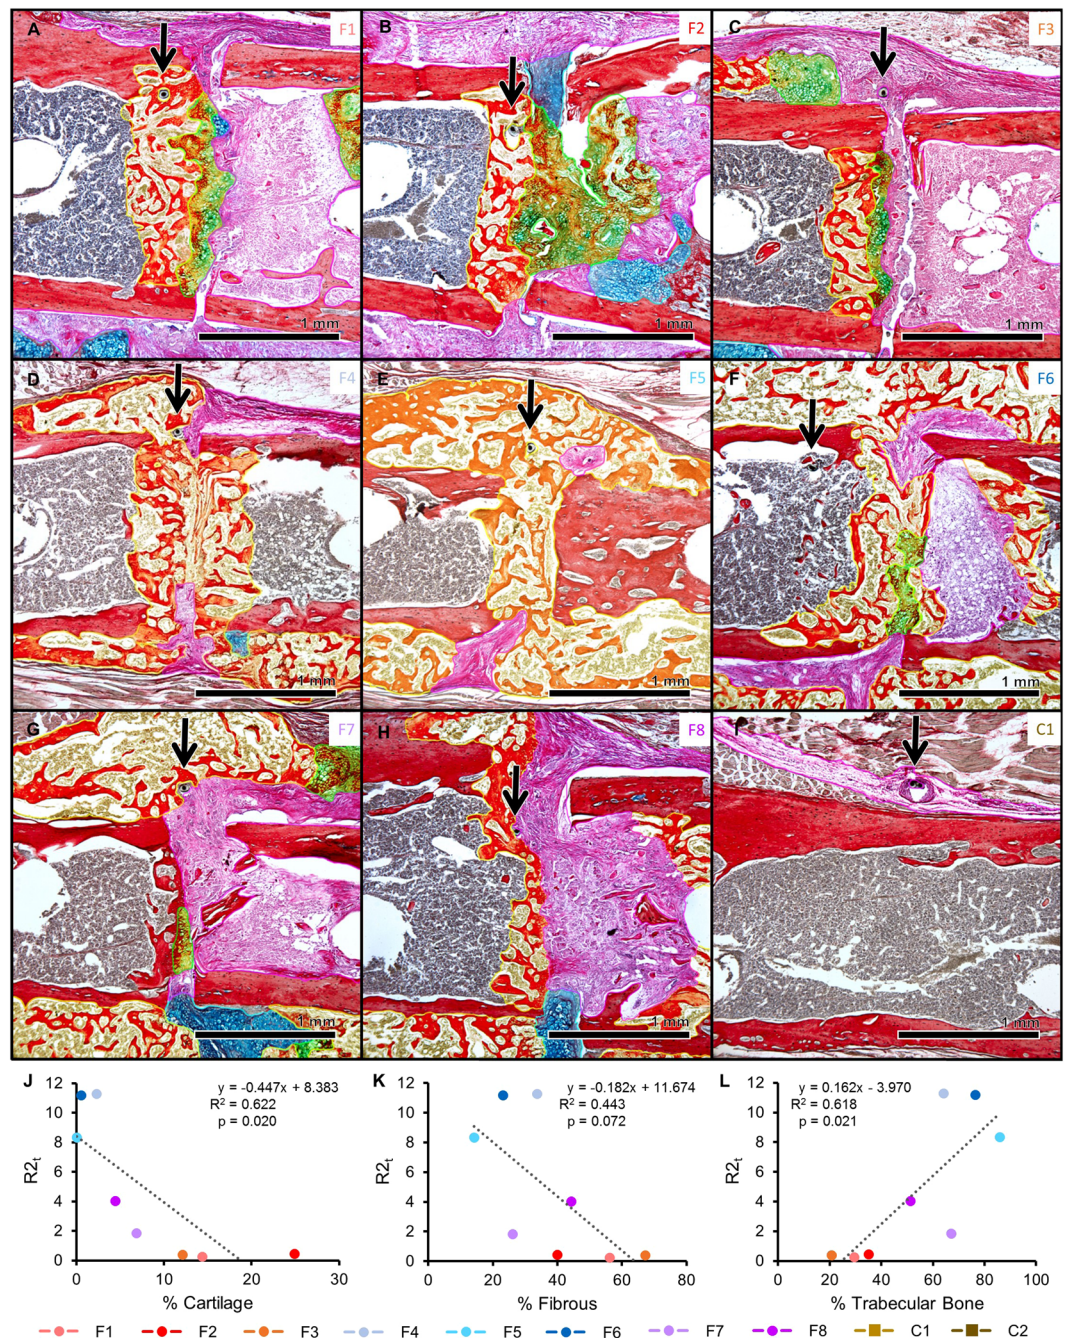 A F1
B F2
C F3
1 mm
1 mm
1 mm
D F4
E F5
F F6
1 mm
1 mm
1 mm
G F7
H F8
I C1
1 mm
1 mm
1 mm
J
y = -0.447x + 8.383
R² = 0.622
p = 0.020
12
10
8
6
4
2
0
R2t
0 10 20 30
% Cartilage
K
y = -0.182x + 11.674
R² = 0.443
p = 0.072
12
10
8
6
4
2
0
R2t
0 20 40 60 80
% Fibrous
L
y = 0.162x - 3.970
R² = 0.618
p = 0.021
12
10
8
6
4
2
0
R2t
0 20 40 60 80 100
% Trabecular Bone
F1 F2 F3 F4 F5 F6 F7 F8 C1 C2